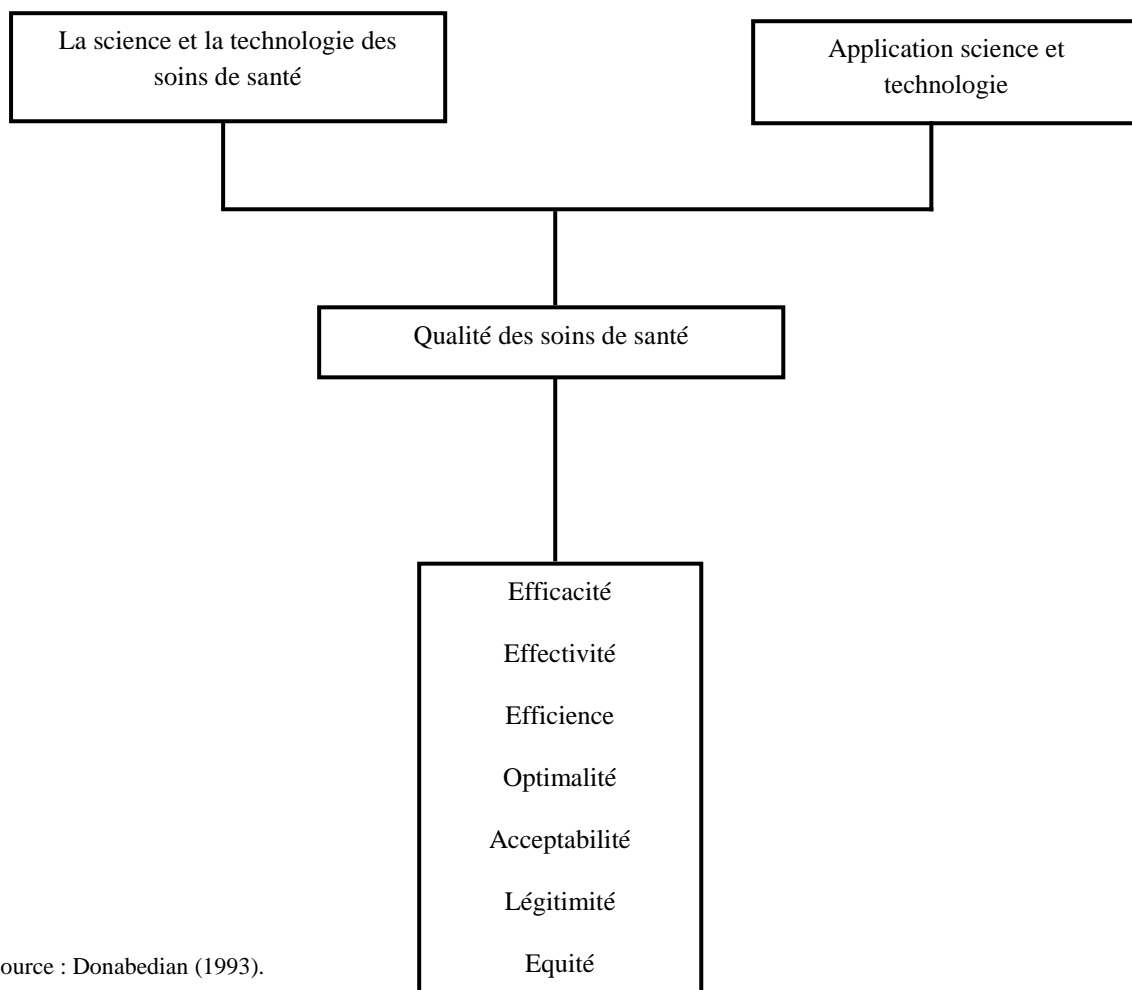 La science et la technologie des
soins de santé
Application science et
technologie
Qualité des soins de santé
Efficacité
Effectivité
Efficience
Optimalité
Acceptabilité
Légitimité
Equité
ource : Donabedian (1993).